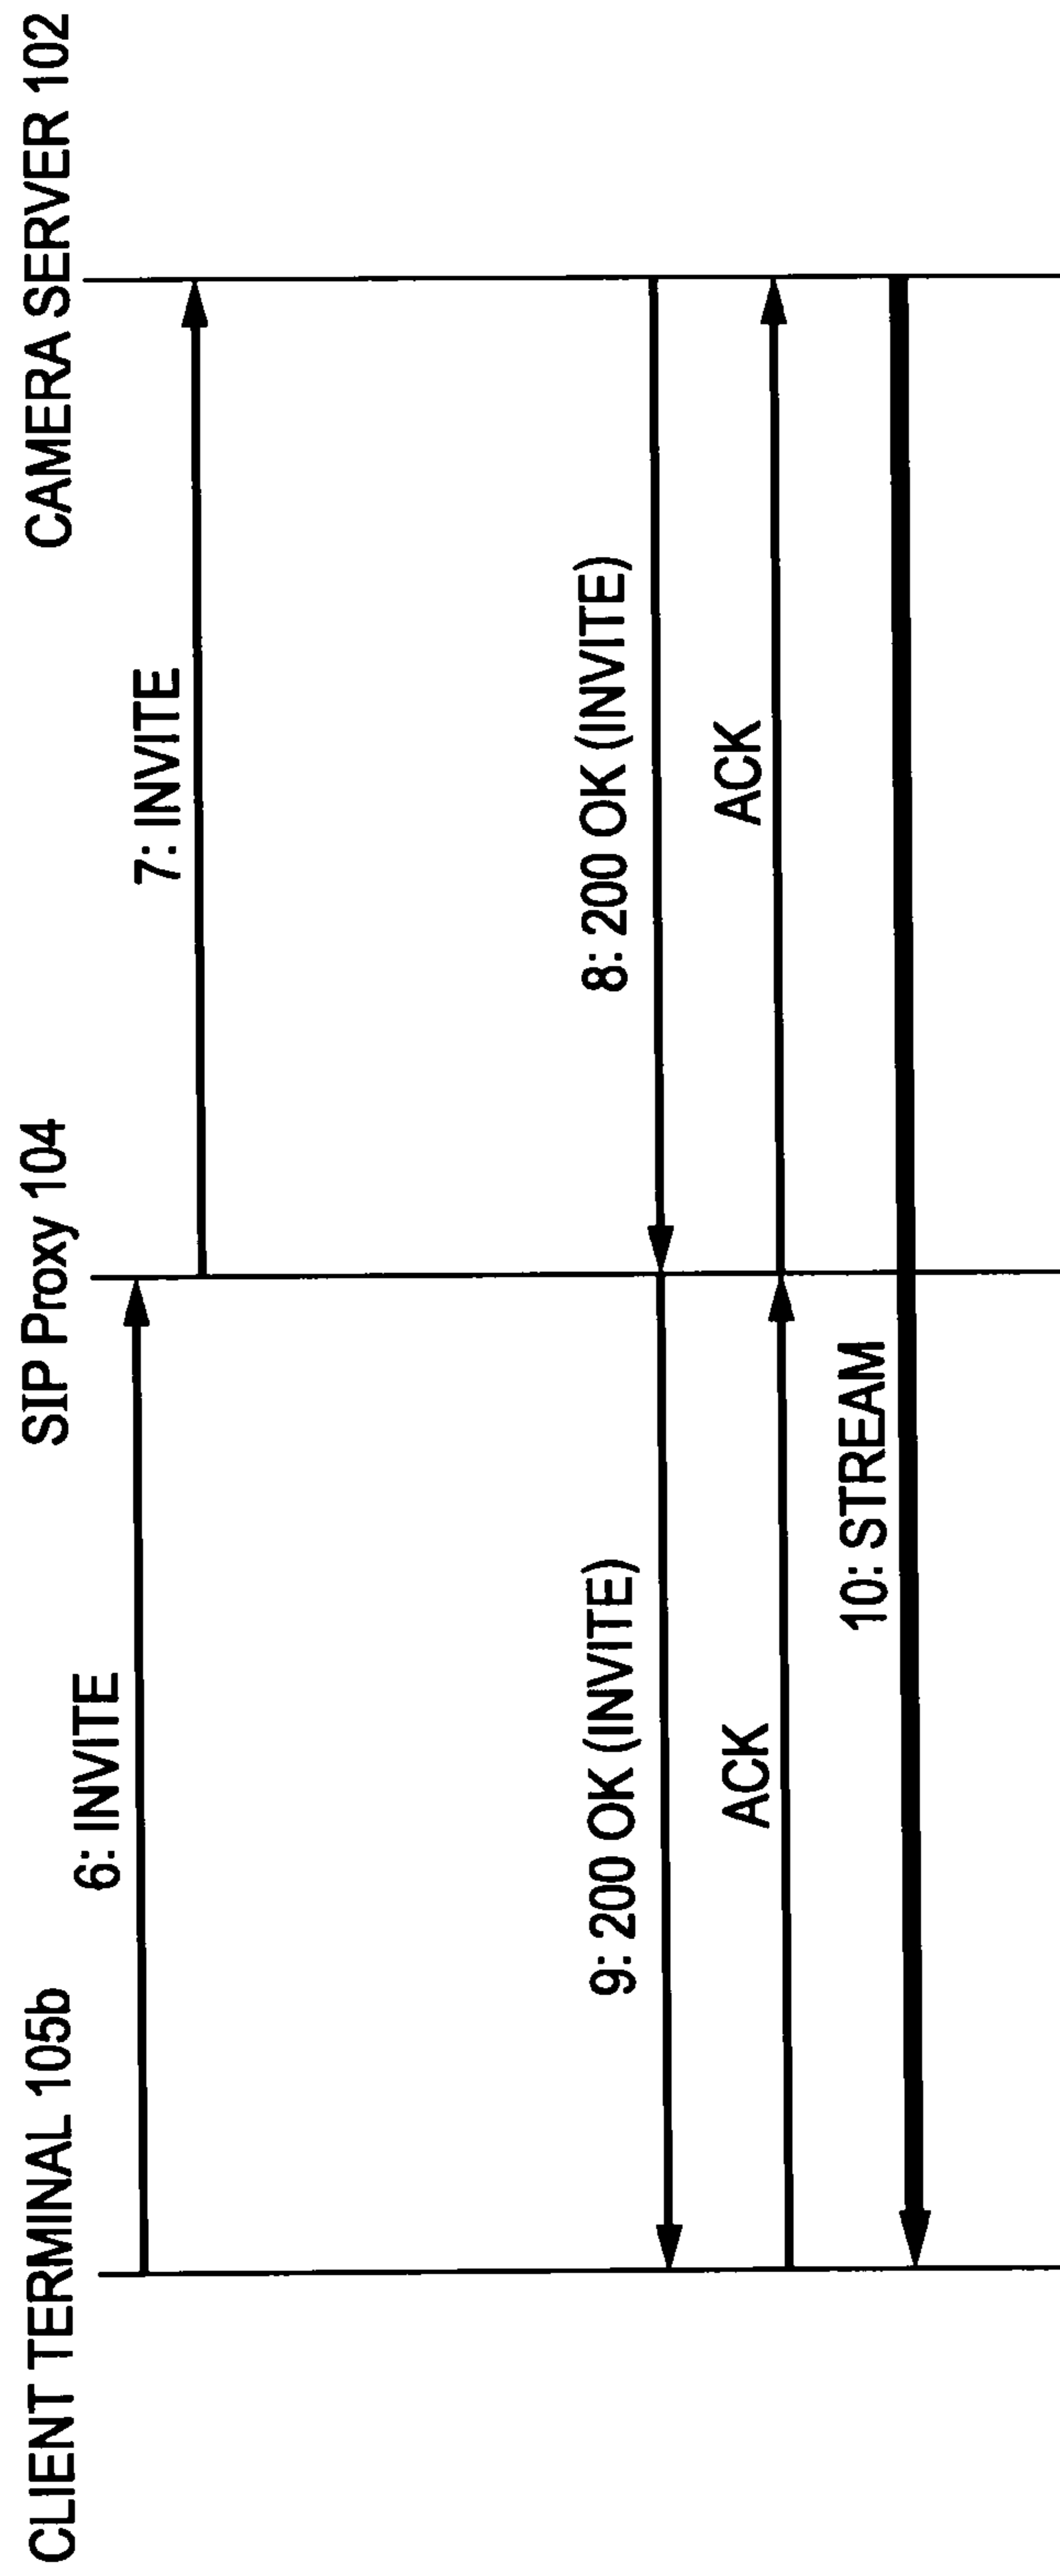 CLIENT TERMINAL 105b
SIP Proxy 104
CAMERA SERVER 102
6: INVITE
7: INVITE
8: 200 OK (INVITE)
9: 200 OK (INVITE)
ACK
ACK
10: STREAM